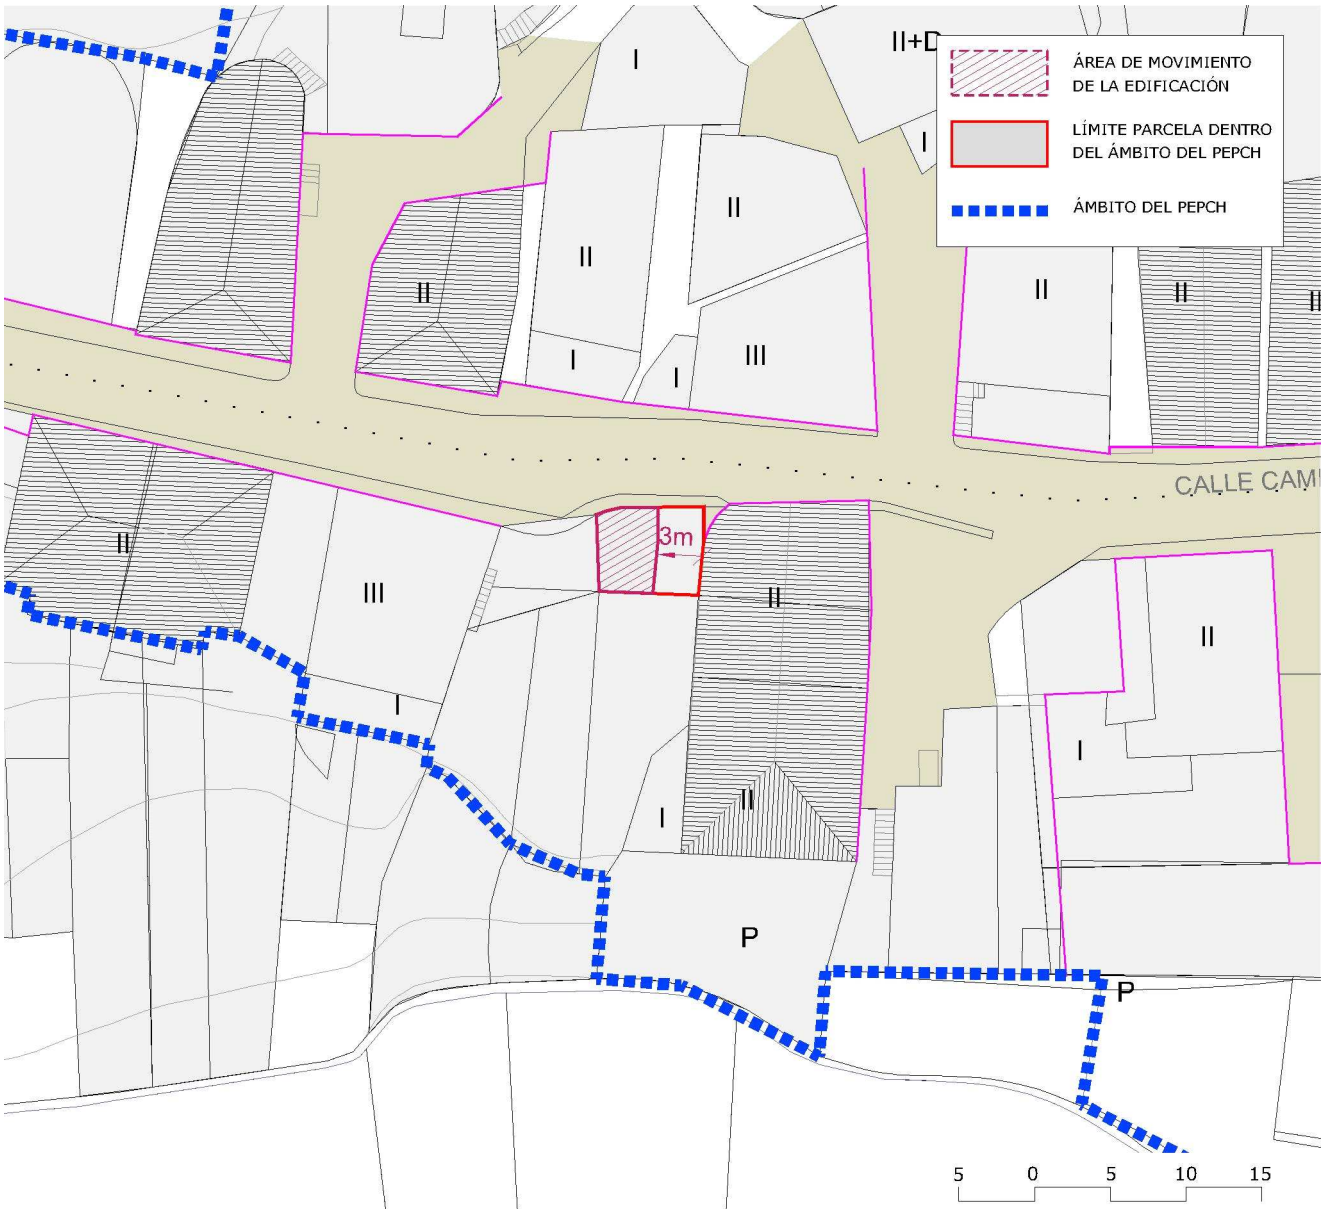 II+D
I
ÁREA DE MOVIMIENTO
DE LA EDIFICACIÓN
LÍMITE PARCELA DENTRO
DEL ÁMBITO DEL PEPCH
ÁMBITO DEL PEPCH
I
II
II
II
II
II
II
I
I
III
CALLE CAM
3m
II
III
II
II
I
I
II
I
P
P
5 0 5 10 15